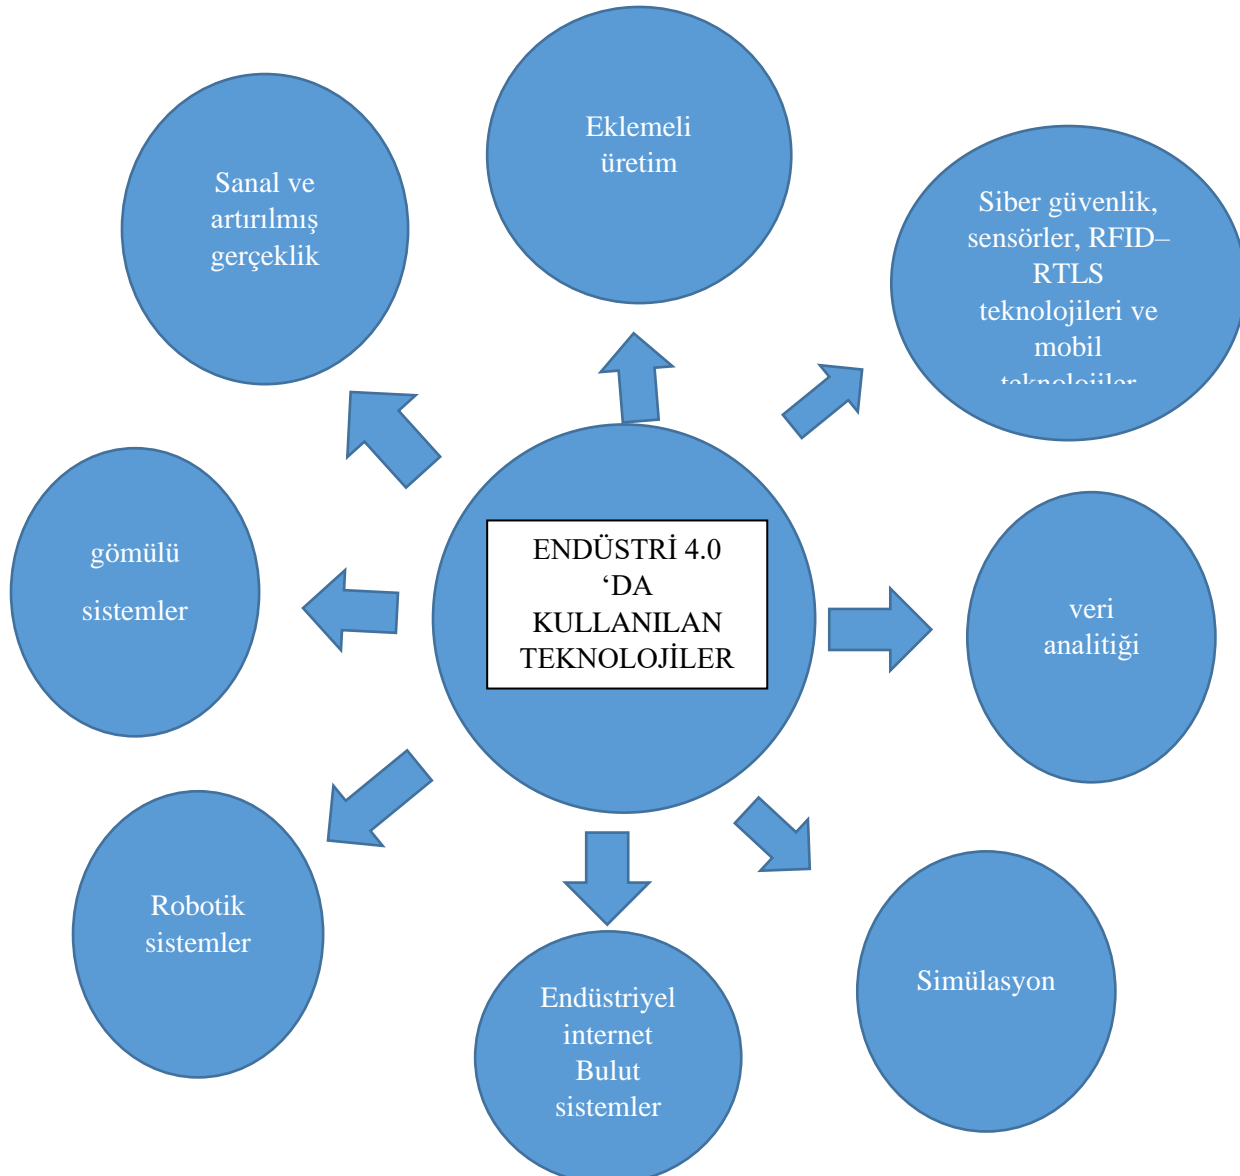 Eklemeli
üretim
Sanal ve
artırılmış
gerçeklik
Siber güvenlik,
sensörler, RFID–
RTLS
teknolojileri ve
mobil
teknolojiler
gömülü
sistemler
ENDÜSTRİ 4.0
‘DA
KULLANILAN
TEKNOLOJİLER
veri
analitiği
Robotik
sistemler
Endüstriyel
internet
Bulut
sistemler
Simülasyon